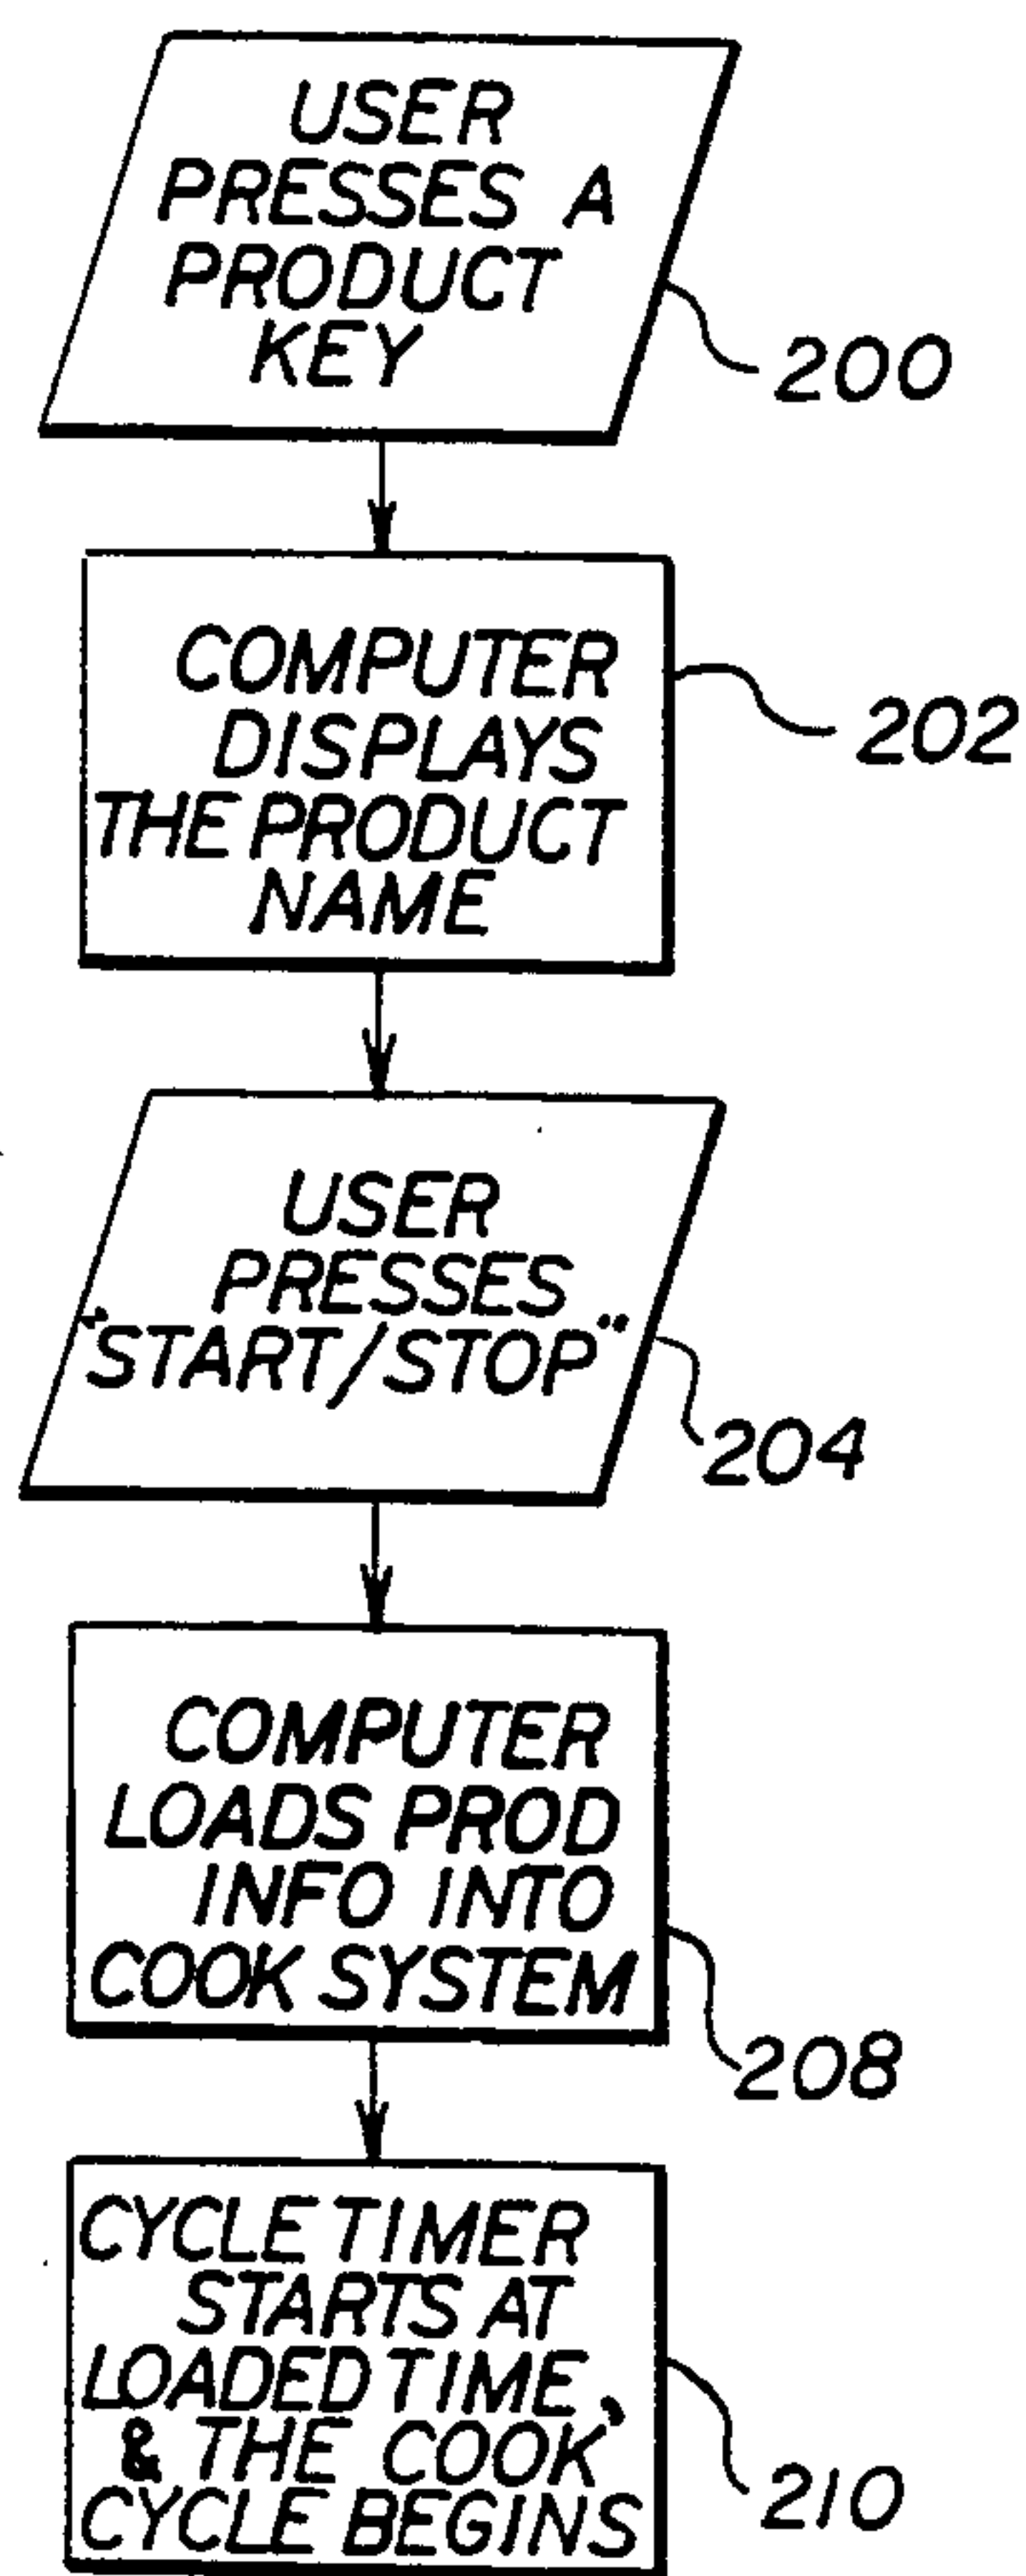 USER
PRESSES A
PRODUCT
KEY
200
COMPUTER
DISPLAYS
THE PRODUCT
NAME
202
USER
PRESSES
"START/STOP"
204
COMPUTER
LOADS PROD
INFO INTO
COOK SYSTEM
208
CYCLE TIMER
STARTS AT
LOADED TIME,
& THE COOK
CYCLE BEGINS
210